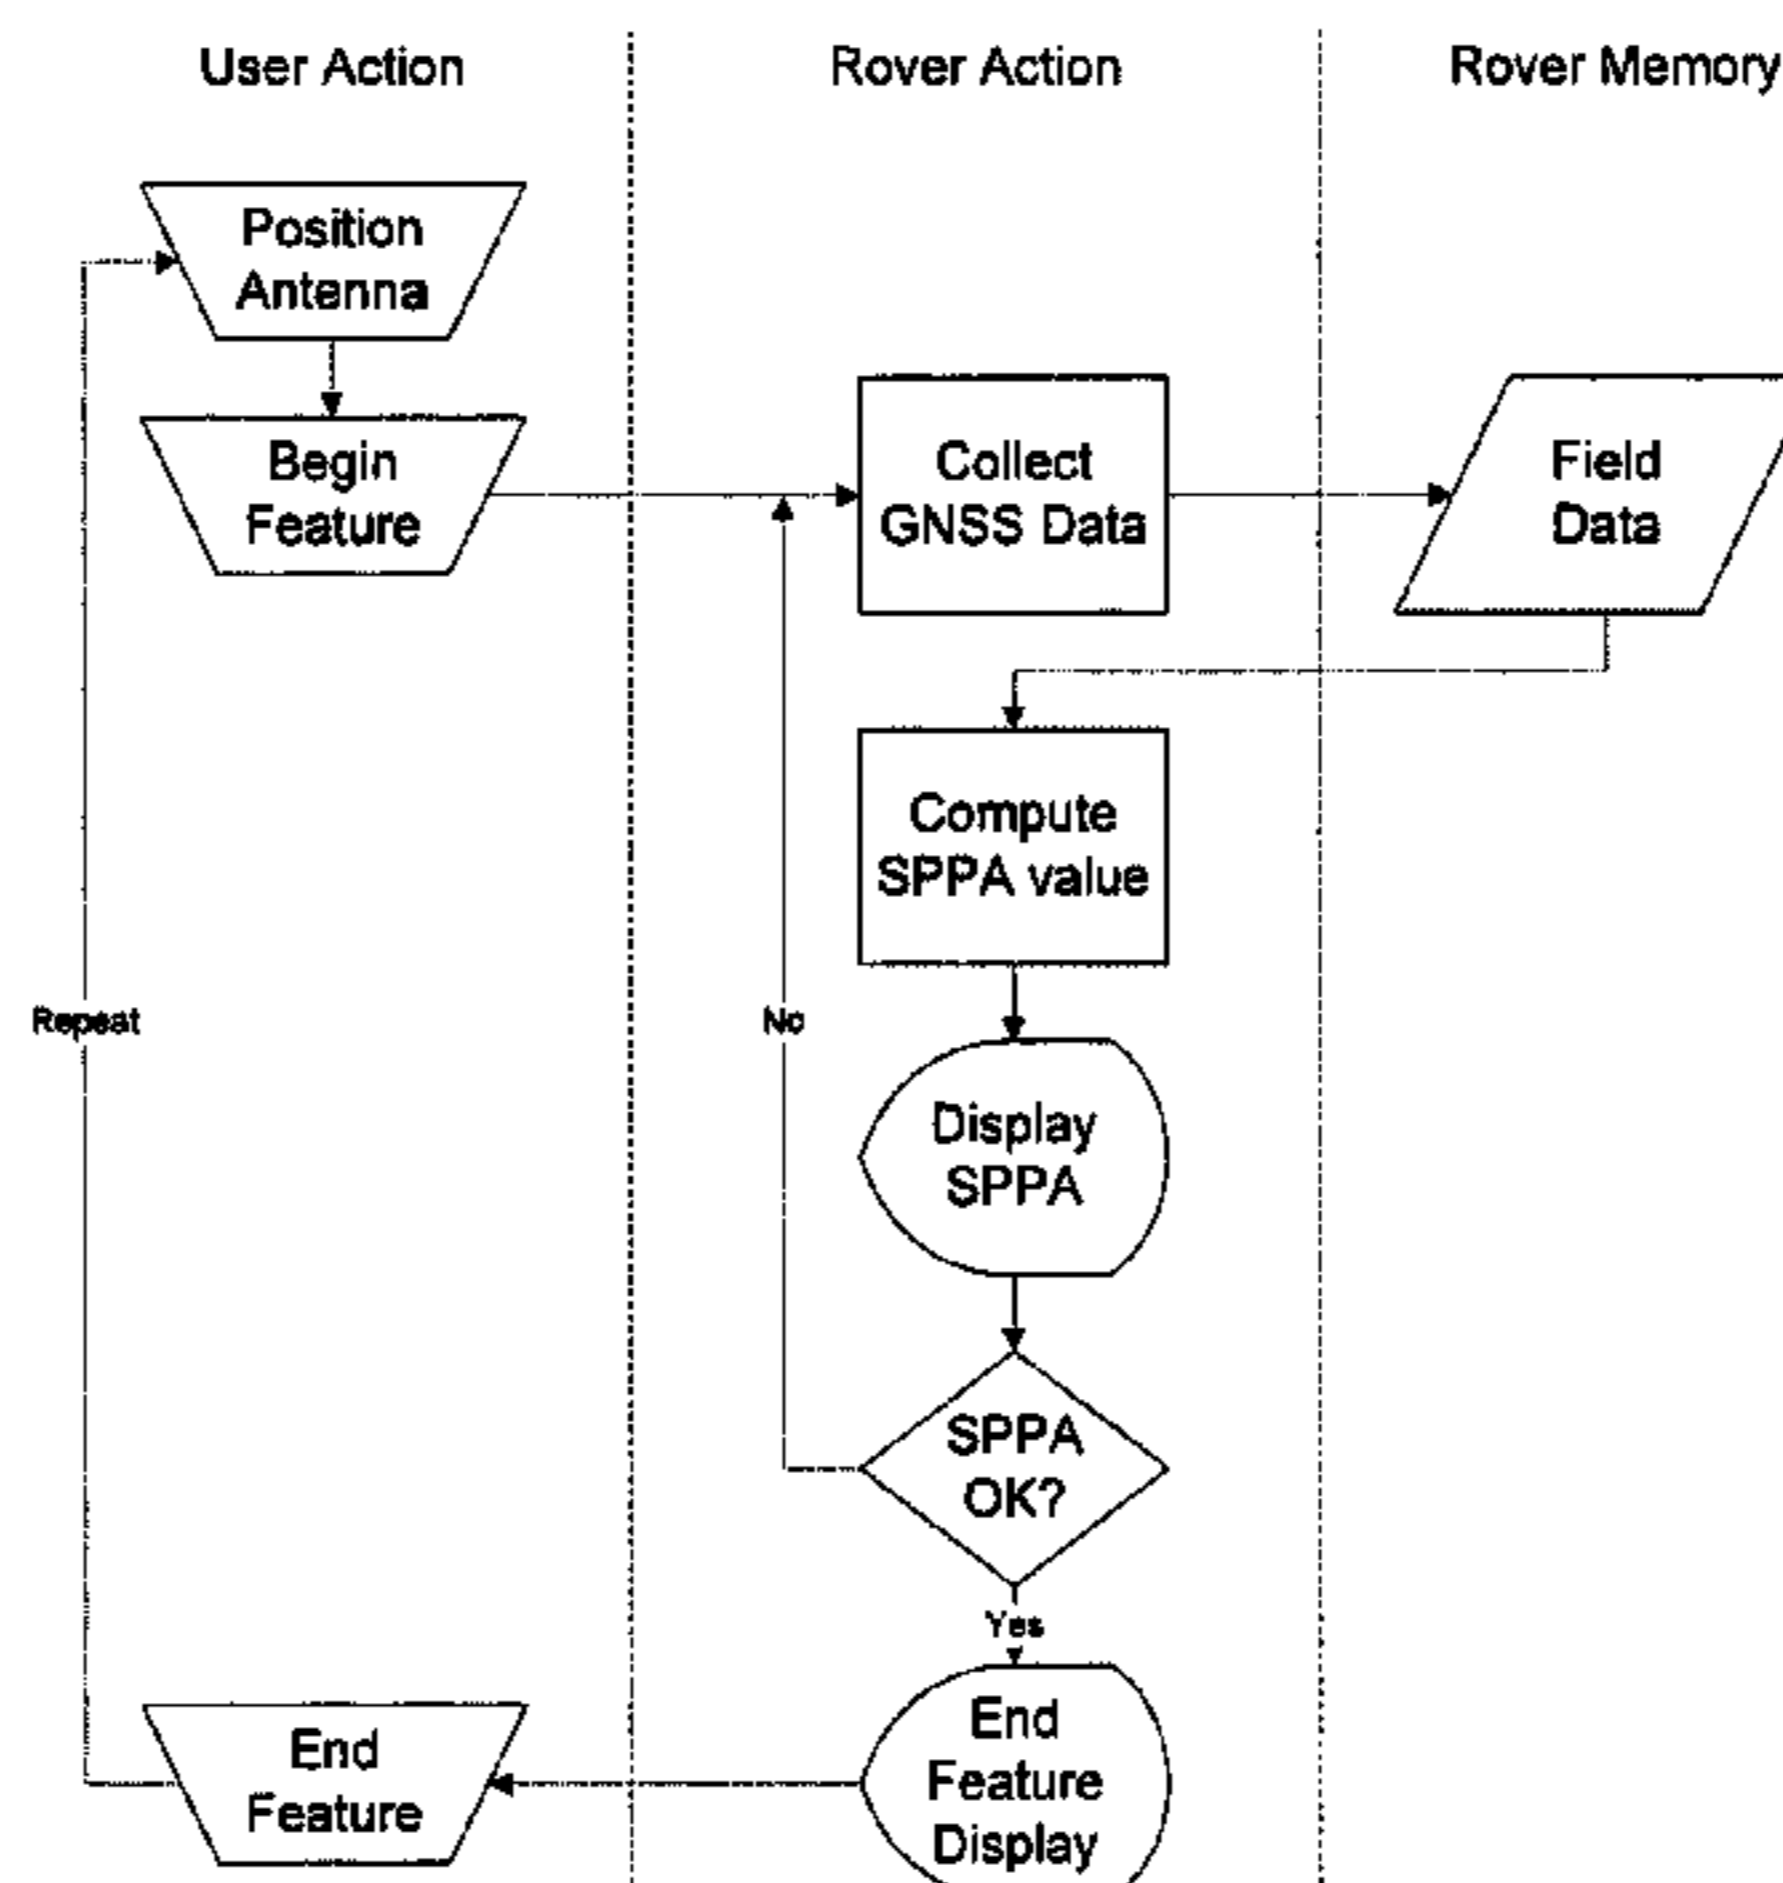 User Action
Rover Action
Rover Memory
Position
Antenna
Begin
Feature
Collect
GNSS Data
Field
Data
Compute
SPPA value
Repeat
No
Display
SPPA
SPPA
OK?
Yes
End
Feature
End
Feature
Display